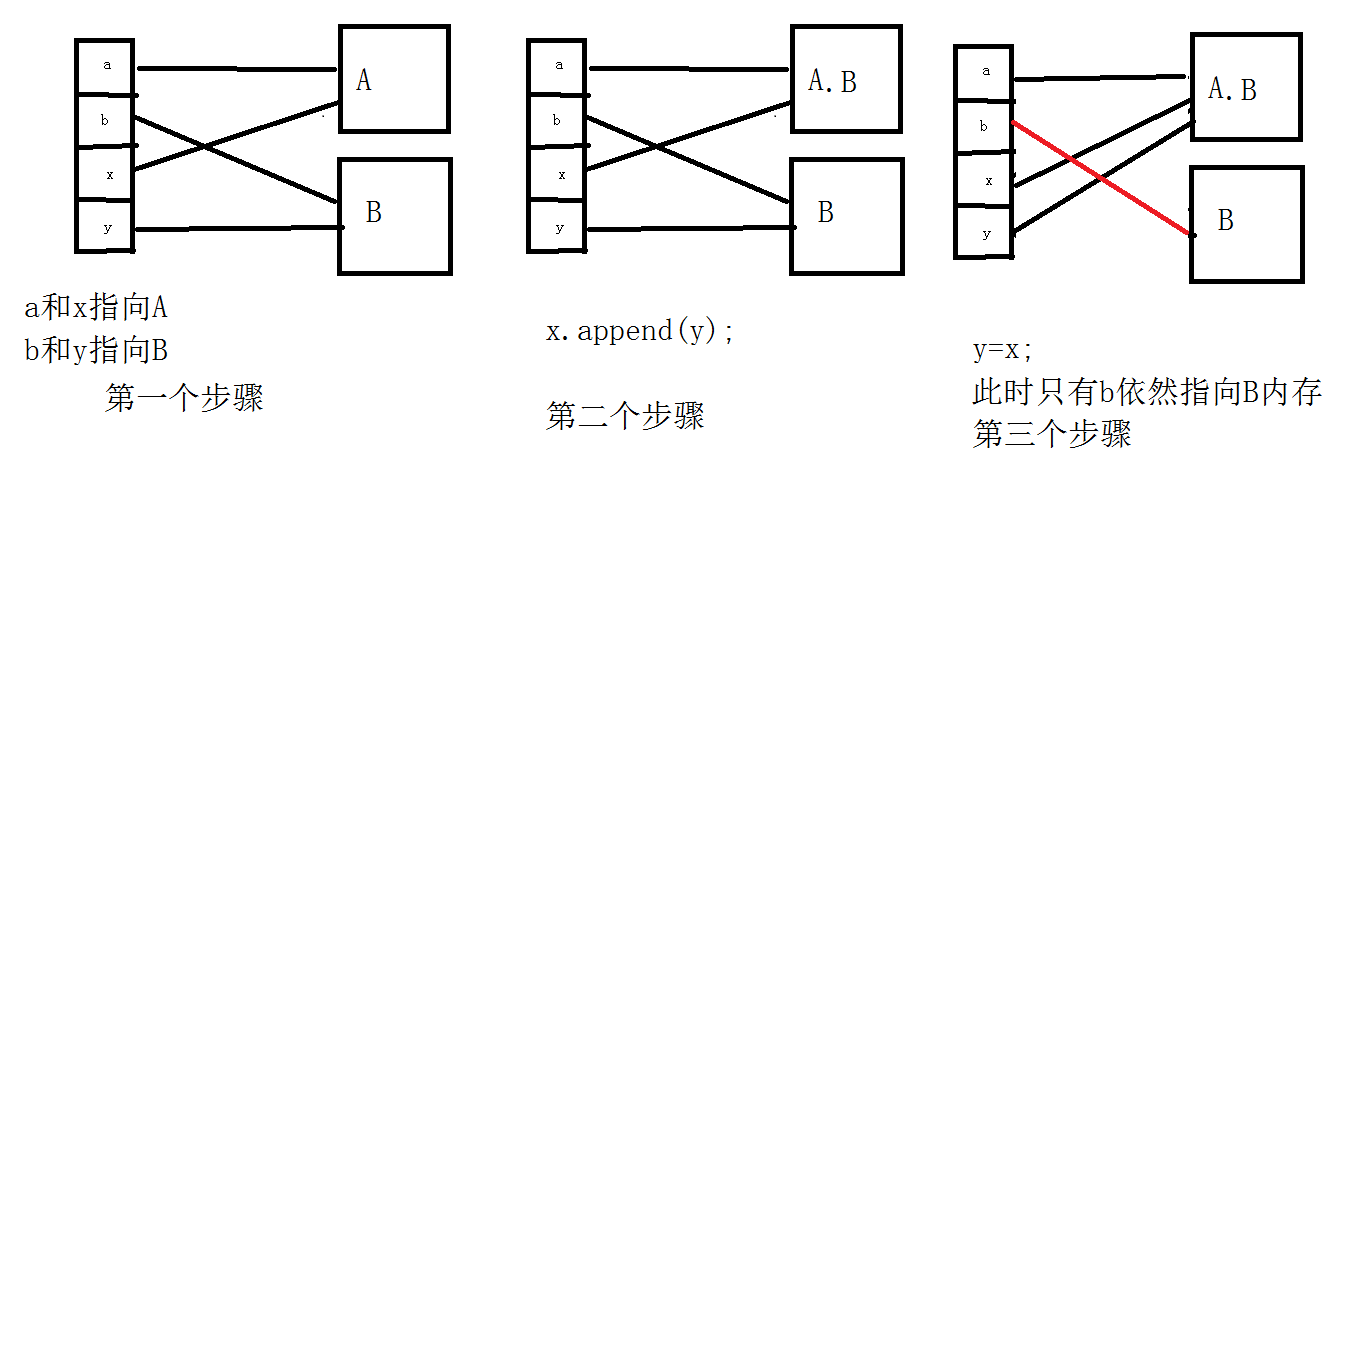 a
b
x
y
A
B
a和x指向A
b和y指向B
第一个步骤
a
b
x
y
A.B
B
x.append(y);
第二个步骤
a
b
x
y
A.B
B
y=x;
此时只有b依然指向B内存
第三个步骤